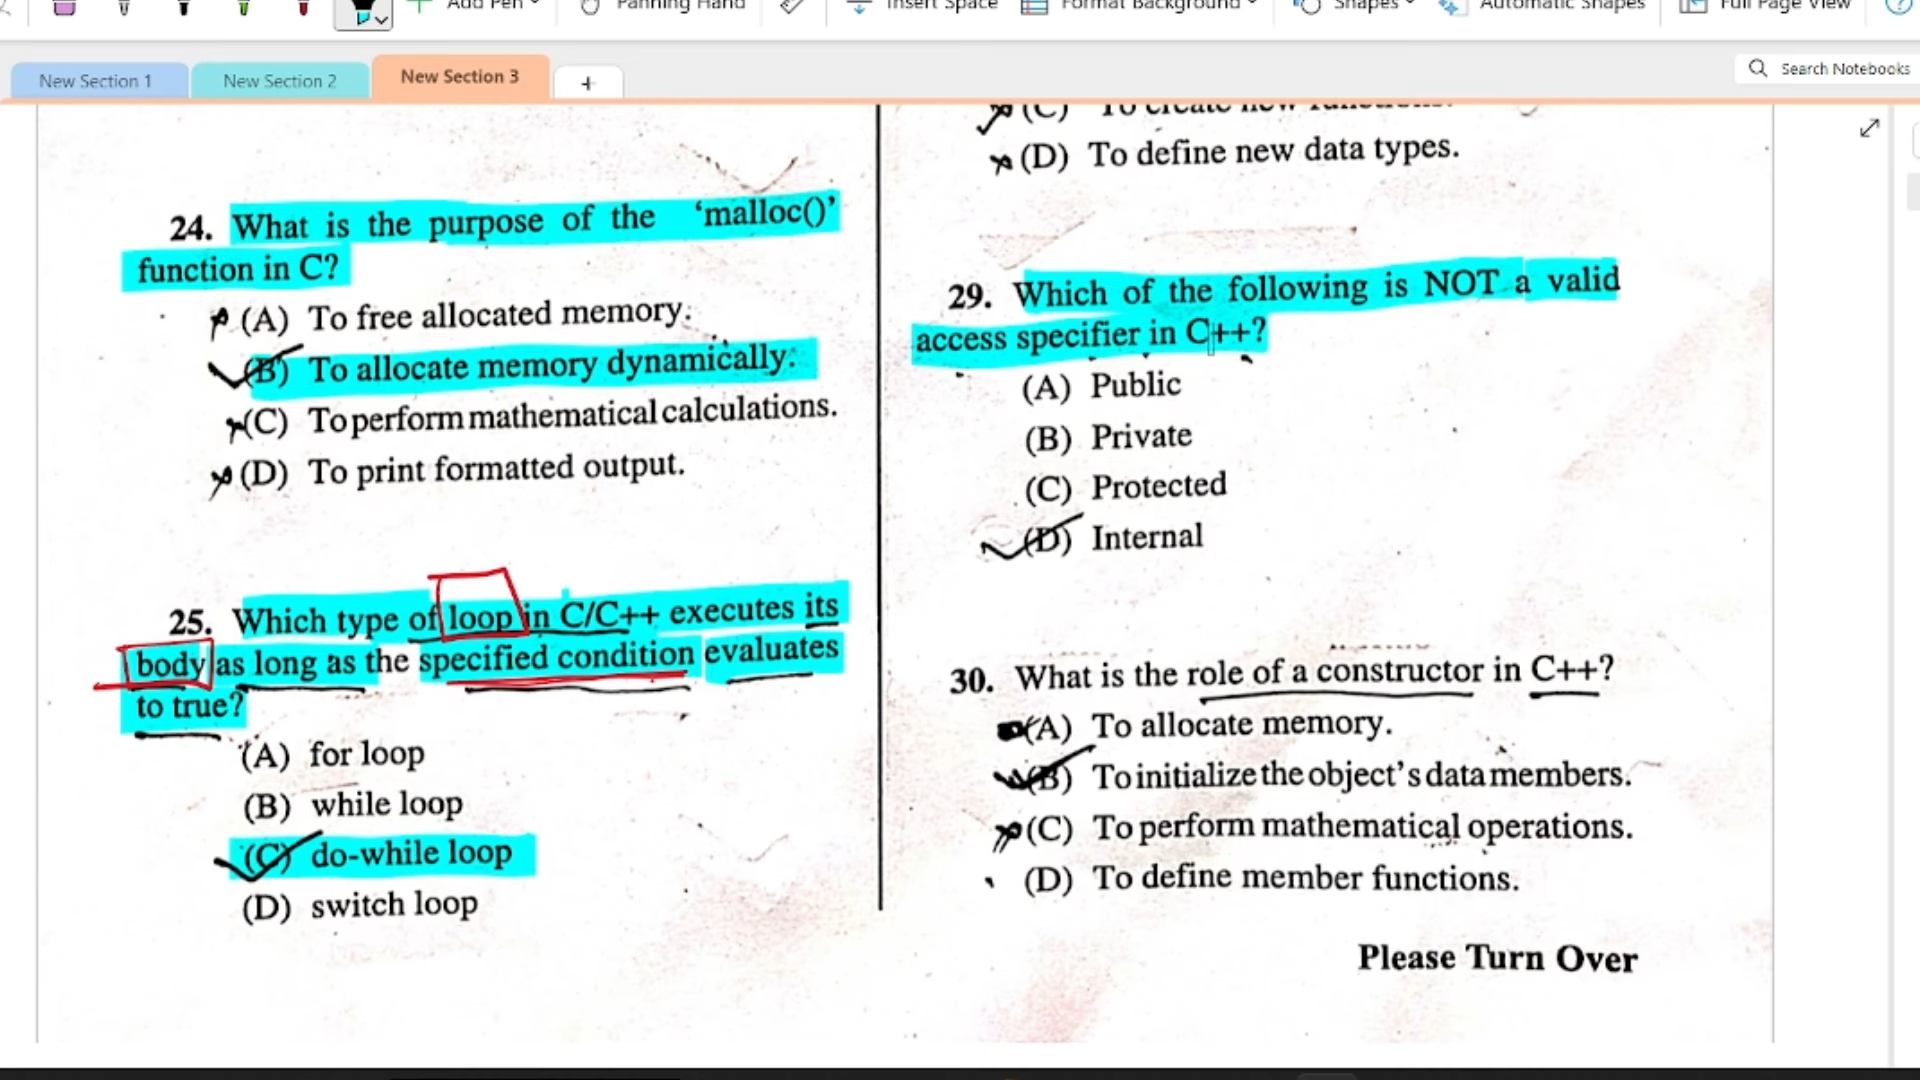 Add Pen
Panning Hand
Insert Space
Format Background
Shapes
Automatic Shapes
Full Page View
New Section 1
New Section 2
New Section 3
+
Search Notebooks
24. What is the purpose of the ‘malloc()’
function in C?
(A) To free allocated memory.
(B) To allocate memory dynamically.
(C) To perform mathematical calculations.
(D) To print formatted output.
25. Which type of loop in C/C++ executes its
body as long as the specified condition evaluates
to true?
(A) for loop
(B) while loop
(C) do-while loop
(D) switch loop
(C) To create new functions.
(D) To define new data types.
29. Which of the following is NOT a valid
access specifier in C++?
(A) Public
(B) Private
(C) Protected
(D) Internal
30. What is the role of a constructor in C++?
(A) To allocate memory.
(B) To initialize the object’s data members.
(C) To perform mathematical operations.
(D) To define member functions.
Please Turn Over